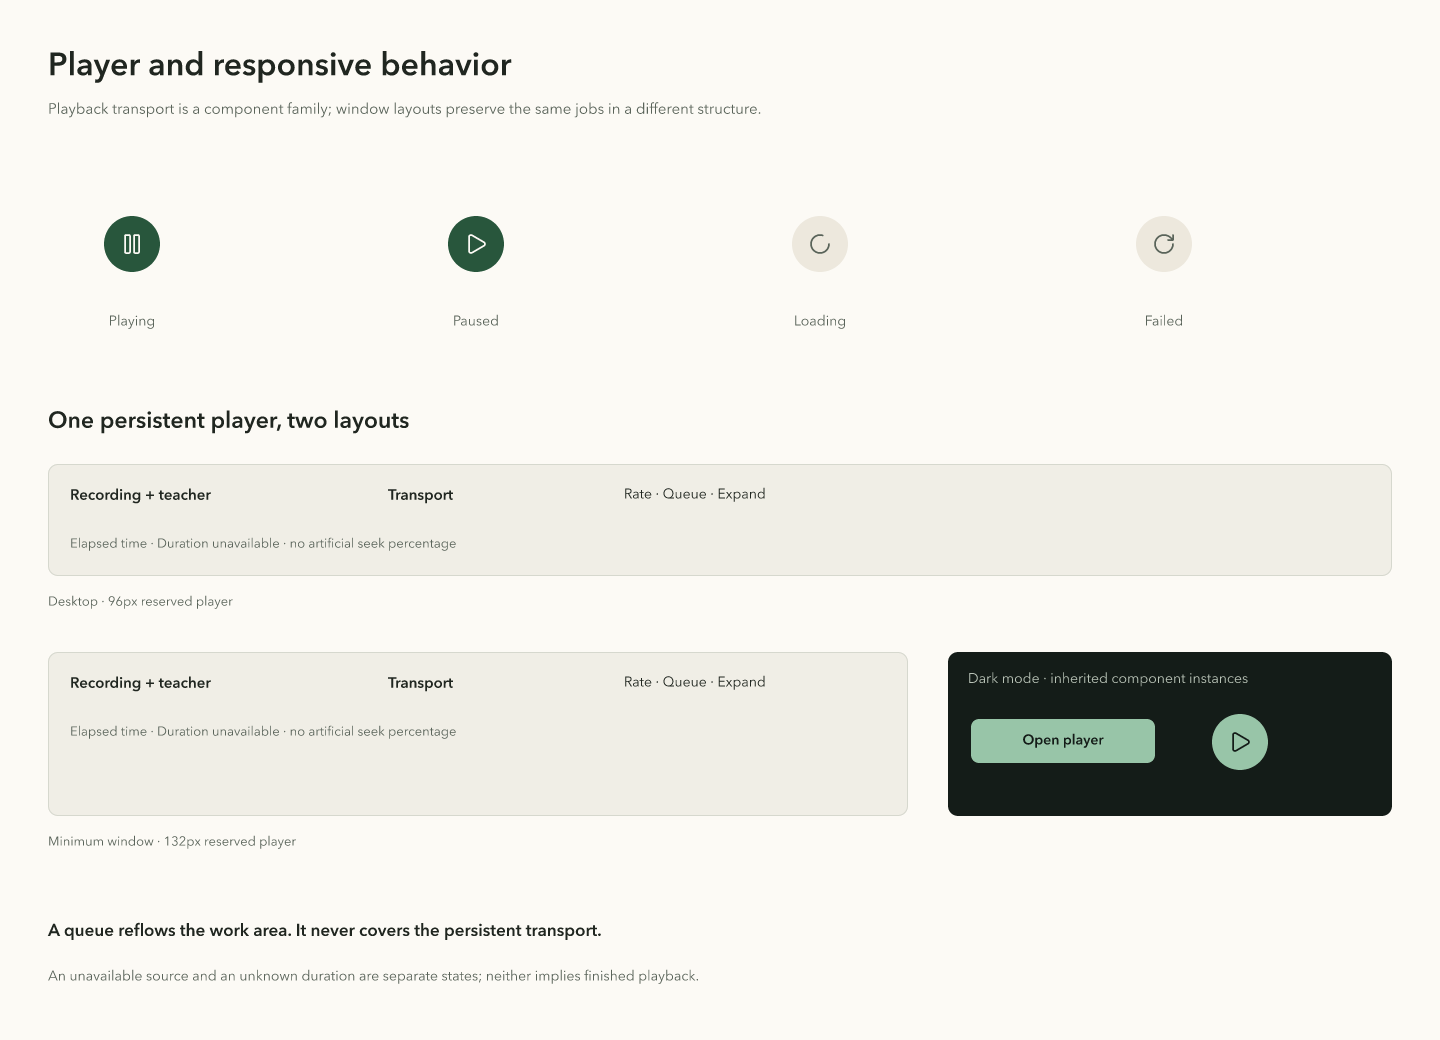 Player and responsive behavior
Playback transport is a component family; window layouts preserve the same jobs in a different structure.
Playing
Paused
Loading
Failed
One persistent player, two layouts
Recording + teacher
Transport
Rate · Queue · Expand
Elapsed time · Duration unavailable · no artificial seek percentage
Desktop · 96px reserved player
Recording + teacher
Transport
Rate · Queue · Expand
Elapsed time · Duration unavailable · no artificial seek percentage
Minimum window · 132px reserved player
Dark mode · inherited component instances
Open player
A queue reflows the work area. It never covers the persistent transport.
An unavailable source and an unknown duration are separate states; neither implies finished playback.